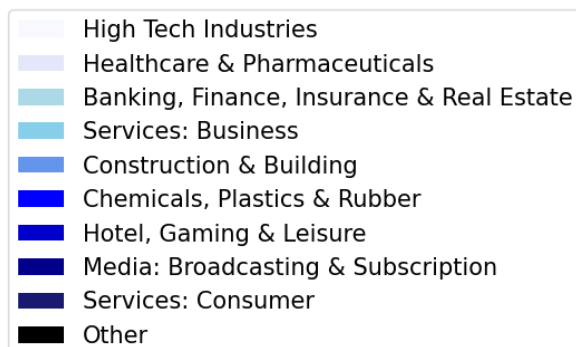 High Tech Industries
Healthcare & Pharmaceuticals
Banking, Finance, Insurance & Real Estate
Services: Business
Construction & Building
Chemicals, Plastics & Rubber
Hotel, Gaming & Leisure
Media: Broadcasting & Subscription
Services: Consumer
Other